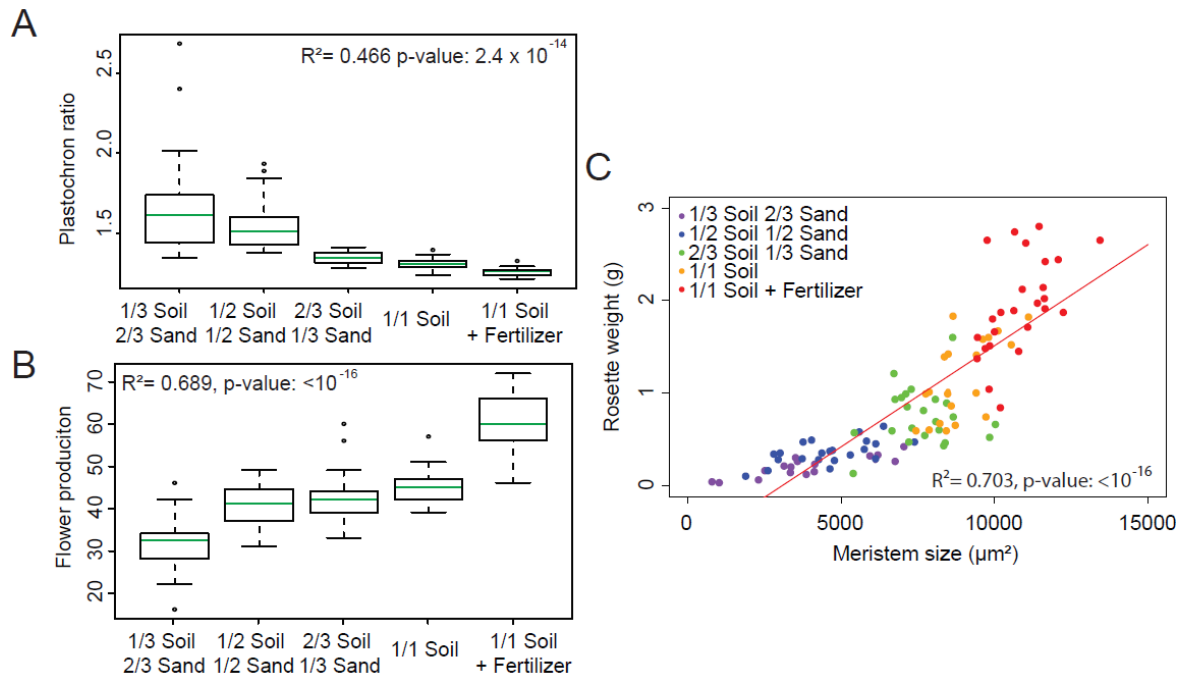 A
R²= 0.466 p-value: 2.4 x 10⁻¹⁴
Plastochron ratio
2.5
2.0
1.5
1/3 Soil
2/3 Sand
1/2 Soil
1/2 Sand
2/3 Soil
1/3 Sand
1/1 Soil
1/1 Soil
+ Fertilizer
B
R²= 0.689, p-value: <10⁻¹⁶
Flower produciton
70
60
50
40
30
20
1/3 Soil
2/3 Sand
1/2 Soil
1/2 Sand
2/3 Soil
1/3 Sand
1/1 Soil
1/1 Soil
+ Fertilizer
C
1/3 Soil 2/3 Sand
1/2 Soil 1/2 Sand
2/3 Soil 1/3 Sand
1/1 Soil
1/1 Soil + Fertilizer
Rosette weight (g)
3
2
1
0
R²= 0.703, p-value: <10⁻¹⁶
0 5000 10000 15000
Meristem size (µm²)